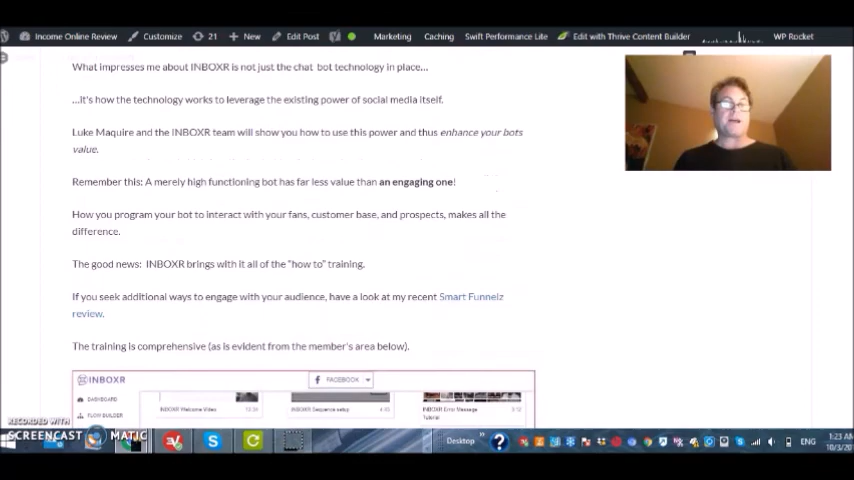 Income Online Review Customize 21 New Edit Post Marketing Caching Swift Performance Lite Edit with Thrive Content Builder WP Rocket
What impresses me about INBOXR is not just the chat bot technology in place...
...it's how the technology works to leverage the existing power of social media itself.
Luke Maquire and the INBOXR team will show you how to use this power and thus enhance your bots
value.
Remember this: A merely high functioning bot has far less value than an engaging one!
How you program your bot to interact with your fans, customer base, and prospects, makes all the
difference.
The good news: INBOXR brings with it all of the "how to" training.
If you seek additional ways to engage with your audience, have a look at my recent Smart Funnelz
review.
The training is comprehensive (as is evident from the member's area below).
INBOXR FACEBOOK
DASHBOARD
INBOXR Welcome Video INBOXR Sequence setup INBOXR Error Message
Tutorial
FLOW BUILDER
RECORDED WITH
SCREENCAST MATIC
Desktop ENG 1:23 AM
10/3/20